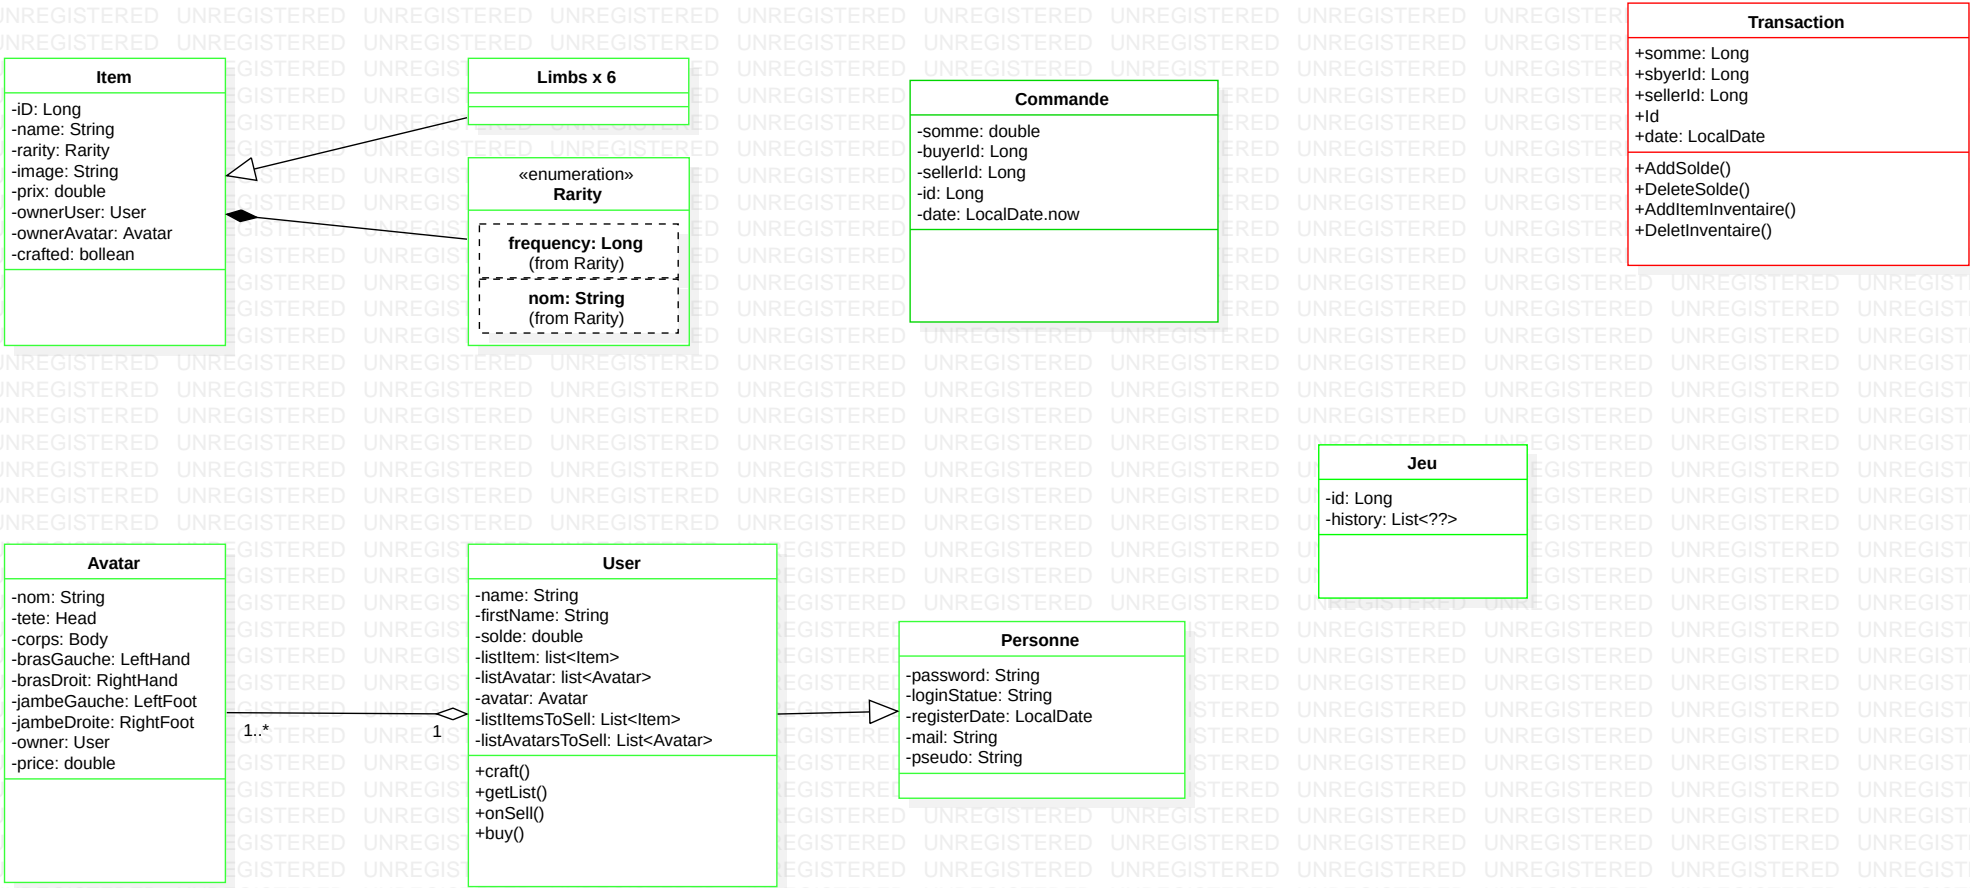 Item
-iD: Long
-name: String
-rarity: Rarity
-image: String
-prix: double
-ownerUser: User
-ownerAvatar: Avatar
-crafted: bollean
Limbs x 6
«enumeration»
Rarity
frequency: Long
(from Rarity)
nom: String
(from Rarity)
Commande
-somme: double
-buyerId: Long
-sellerId: Long
-id: Long
-date: LocalDate.now
Transaction
+somme: Long
+sbyerId: Long
+sellerId: Long
+Id
+date: LocalDate
+AddSolde()
+DeleteSolde()
+AddItemInventaire()
+DeletInventaire()
Jeu
-id: Long
-history: List<??>
Avatar
-nom: String
-tete: Head
-corps: Body
-brasGauche: LeftHand
-brasDroit: RightHand
-jambeGauche: LeftFoot
-jambeDroite: RightFoot
-owner: User
-price: double
1..*
1
User
-name: String
-firstName: String
-solde: double
-listItem: list<Item>
-listAvatar: list<Avatar>
-avatar: Avatar
-listItemsToSell: List<Item>
-listAvatarsToSell: List<Avatar>
+craft()
+getList()
+onSell()
+buy()
Personne
-password: String
-loginStatue: String
-registerDate: LocalDate
-mail: String
-pseudo: String
UNREGISTERED